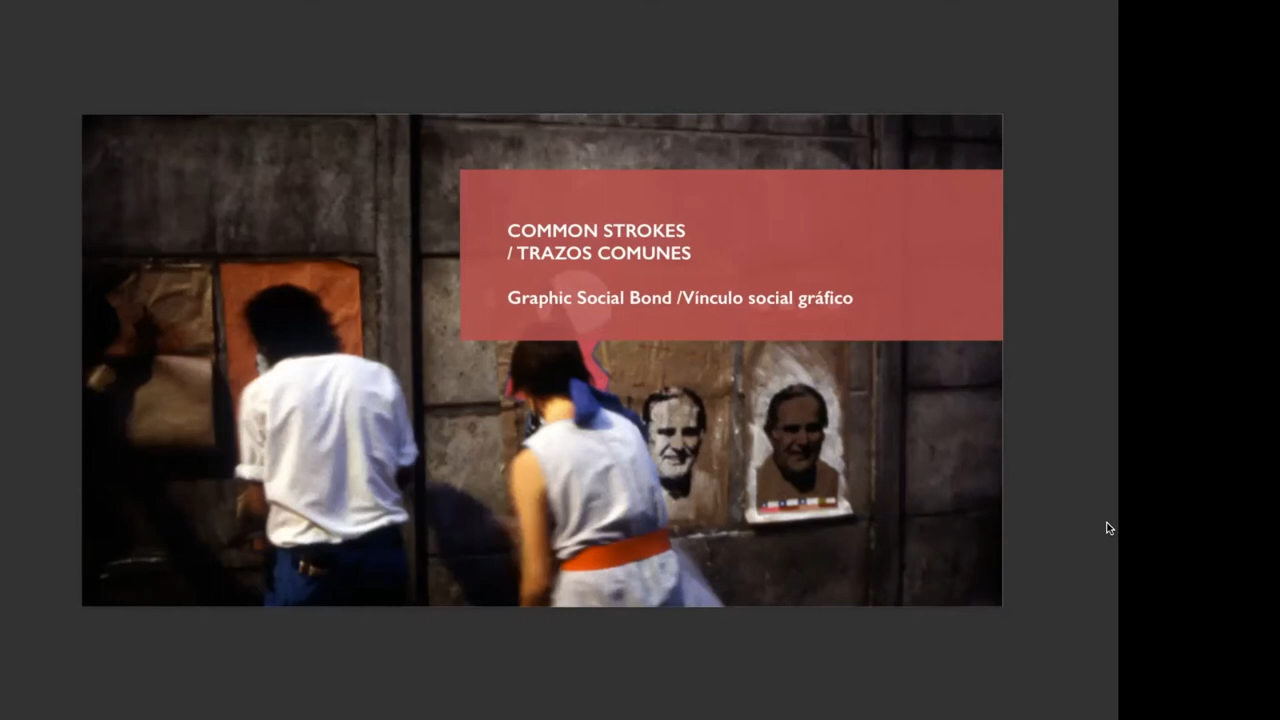 COMMON STROKES
/ TRAZOS COMUNES
Graphic Social Bond /Vínculo social gráfico